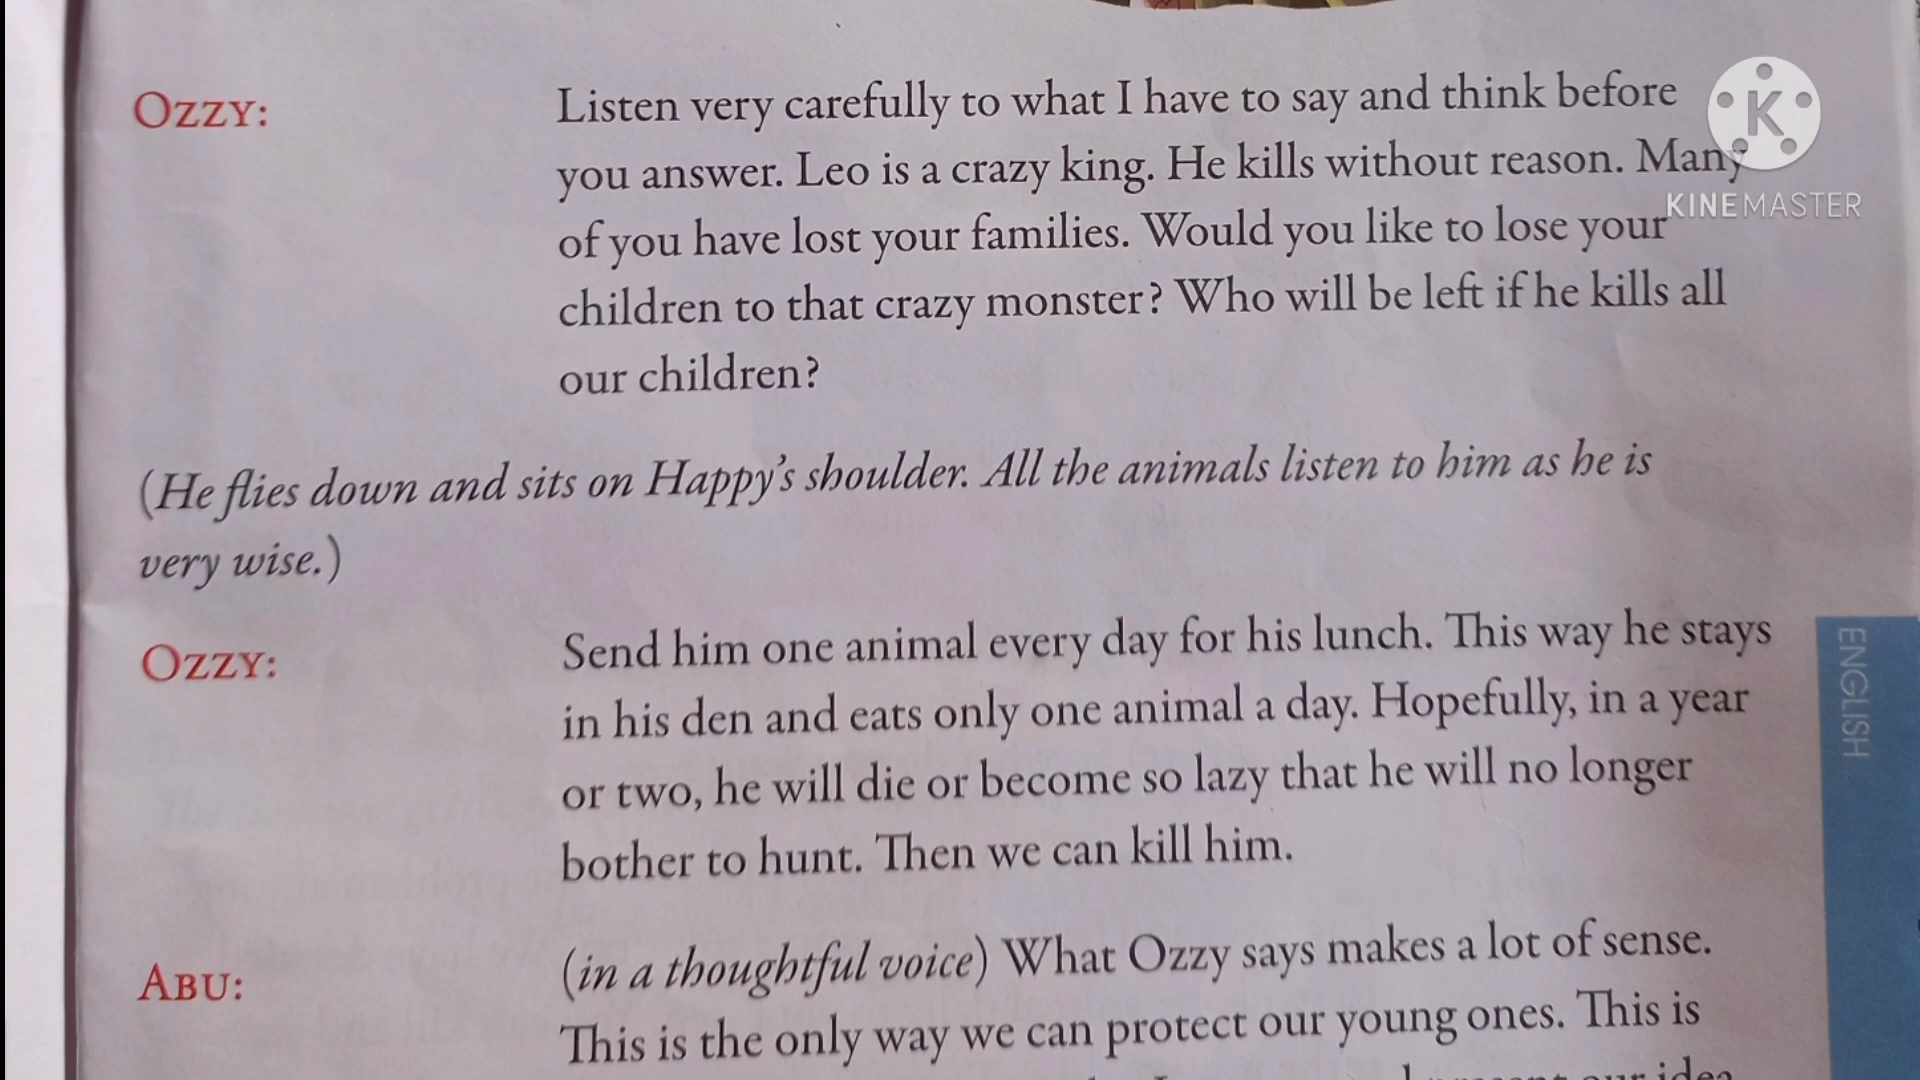 OZZY:
Listen very carefully to what I have to say and think before
you answer. Leo is a crazy king. He kills without reason. Many
of you have lost your families. Would you like to lose your
children to that crazy monster? Who will be left if he kills all
our children?
(He flies down and sits on Happy's shoulder. All the animals listen to him as he is
very wise.)
OZZY:
Send him one animal every day for his lunch. This way he stays
in his den and eats only one animal a day. Hopefully, in a year
or two, he will die or become so lazy that he will no longer
bother to hunt. Then we can kill him.
ABU:
(in a thoughtful voice) What Ozzy says makes a lot of sense.
This is the only way we can protect our young ones. This is
our idea
ENGLISH
K
KINEMASTER